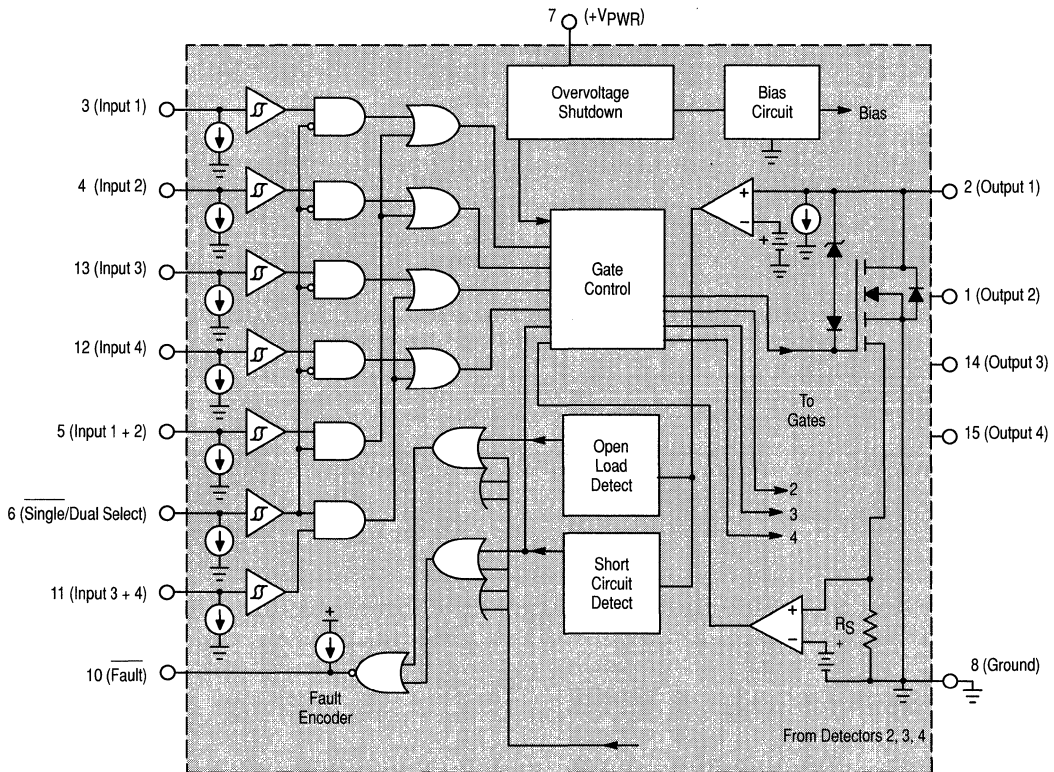 7 (+VPWR)
3 (Input 1)
4 (Input 2)
13 (Input 3)
12 (Input 4)
5 (Input 1 + 2)
6 (Single/Dual Select)
11 (Input 3 + 4)
10 (Fault)
Overvoltage
Shutdown
Bias
Circuit
Bias
+
−
+
2 (Output 1)
Gate
Control
1 (Output 2)
14 (Output 3)
To
Gates
15 (Output 4)
Open
Load
Detect
2
3
4
Short
Circuit
Detect
+
−
RS
+
+
Fault
Encoder
8 (Ground)
From Detectors 2, 3, 4